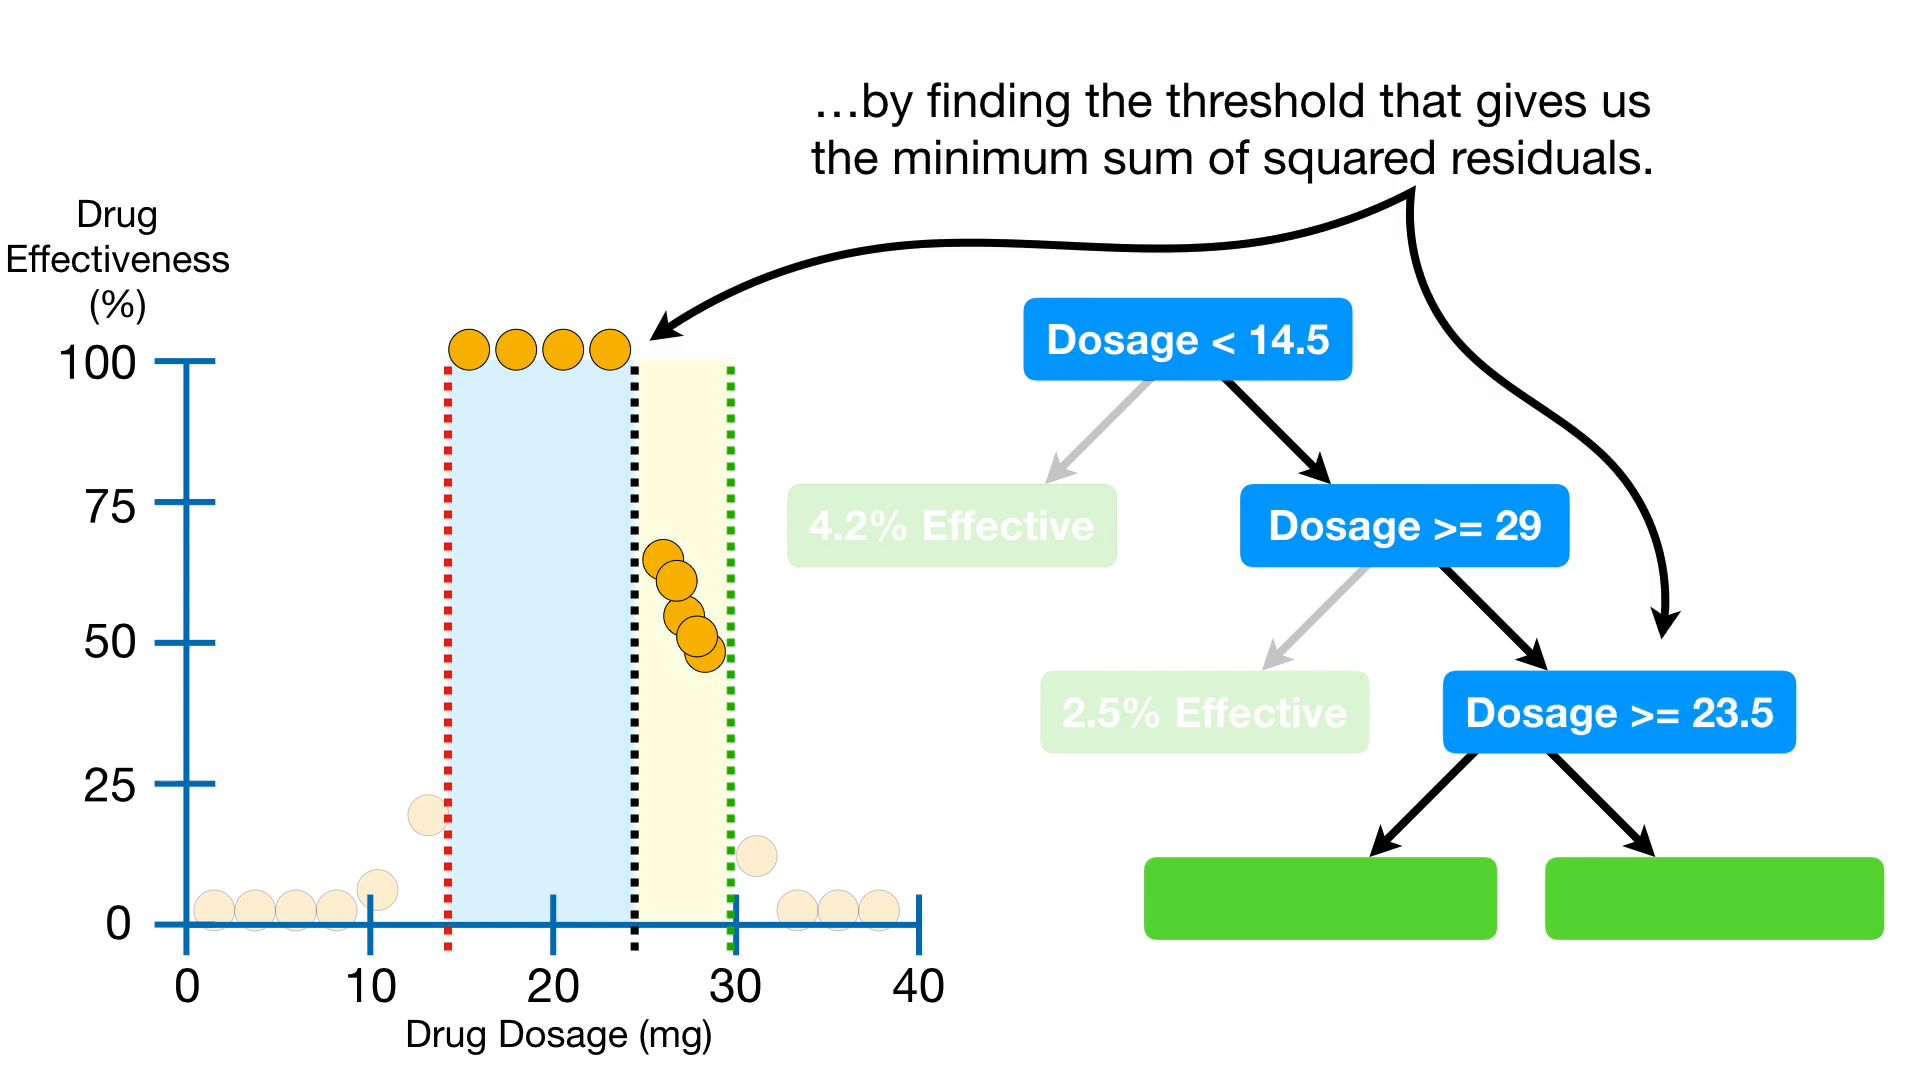 …by finding the threshold that gives us
the minimum sum of squared residuals.
Drug
Effectiveness
(%)
100
75
50
25
0
0 10 20 30 40
Drug Dosage (mg)
Dosage < 14.5
4.2% Effective
Dosage >= 29
2.5% Effective
Dosage >= 23.5